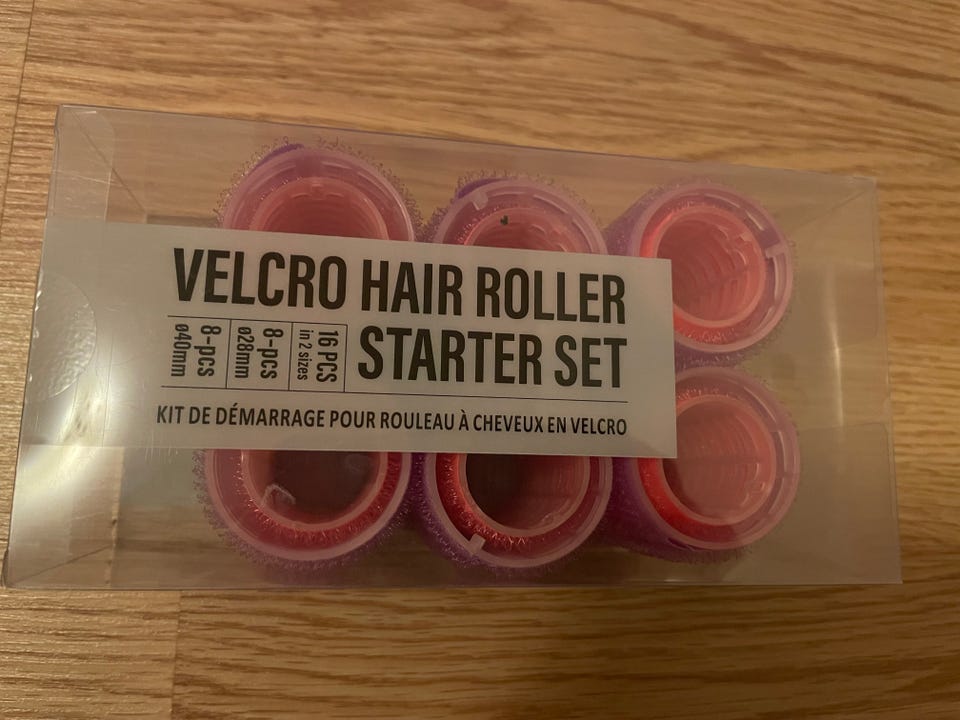 VELCRO HAIR ROLLER
STARTER SET
16 PCS
in 2 sizes
8-pcs
ø28mm
8-pcs
ø40mm
KIT DE DÉMARRAGE POUR ROULEAU À CHEVEUX EN VELCRO